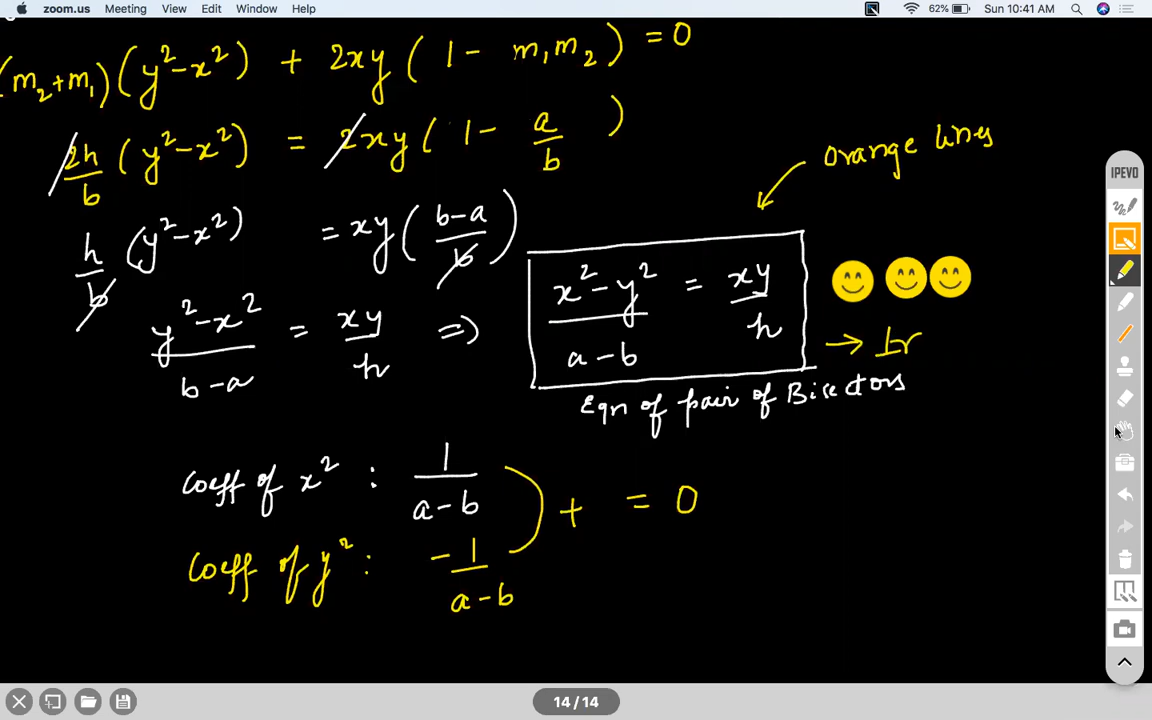 zoom.us Meeting View Edit Window Help 62% Sun 10:41 AM
(m₂+m₁)(y²-x²) + 2xy(1 - m₁m₂) = 0
2h/b (y²-x²) = 2xy(1 - a/b)
orange lines
h/b (y²-x²) = xy(b-a/b)
IPEVO
x²-y²/a-b = xy/h
y²-x²/b-a = xy/h =>
→ Ir
Eqn of pair of Bisectors
coeff of x² : 1/a-b
+ = 0
coeff of y² : -1/a-b
14 / 14